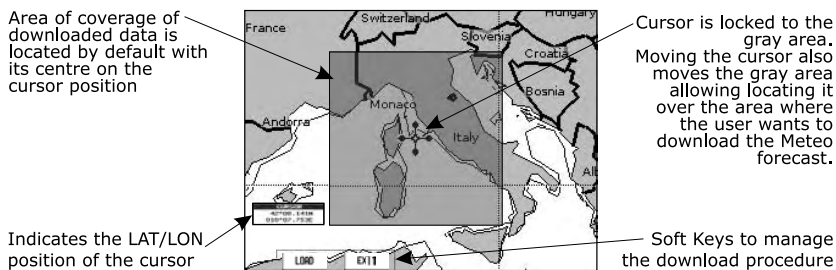 Area of coverage of
downloaded data is
located by default with
its centre on the
cursor position
Indicates the LAT/LON
position of the cursor
France
Switzerland
Hungary
Slovenia
Croatia
Bosnia
Monaco
Andorra
Italy
Alb
CURSOR
LOAD
EXIT
Cursor is locked to the
gray area.
Moving the cursor also
moves the gray area
allowing locating it
over the area where
the user wants to
download the Meteo
forecast.
Soft Keys to manage
the download procedure